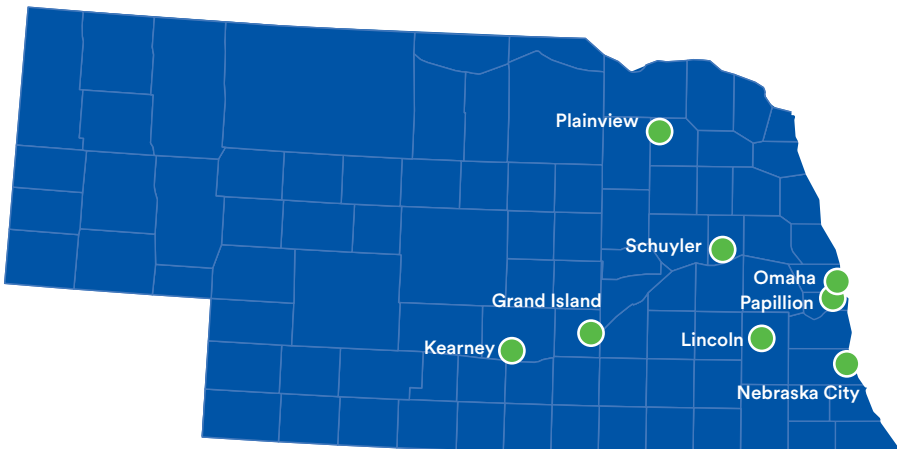 Plainview
Schuyler
Omaha
Papillion
Grand Island
Lincoln
Kearney
Nebraska City